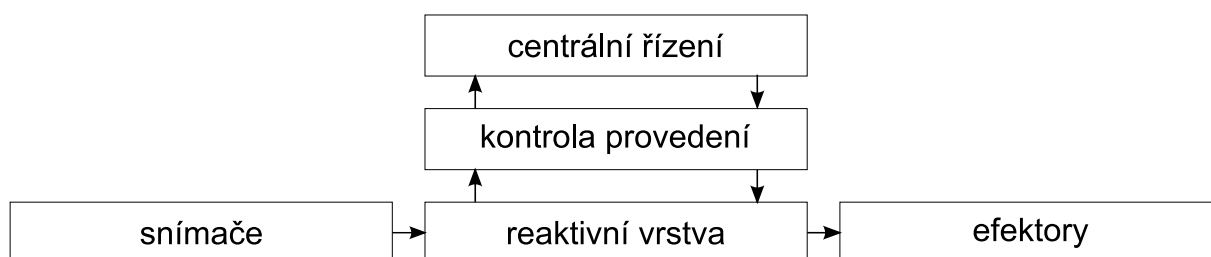 centrální řízení
kontrola provedení
snímače
reaktivní vrstva
efektory